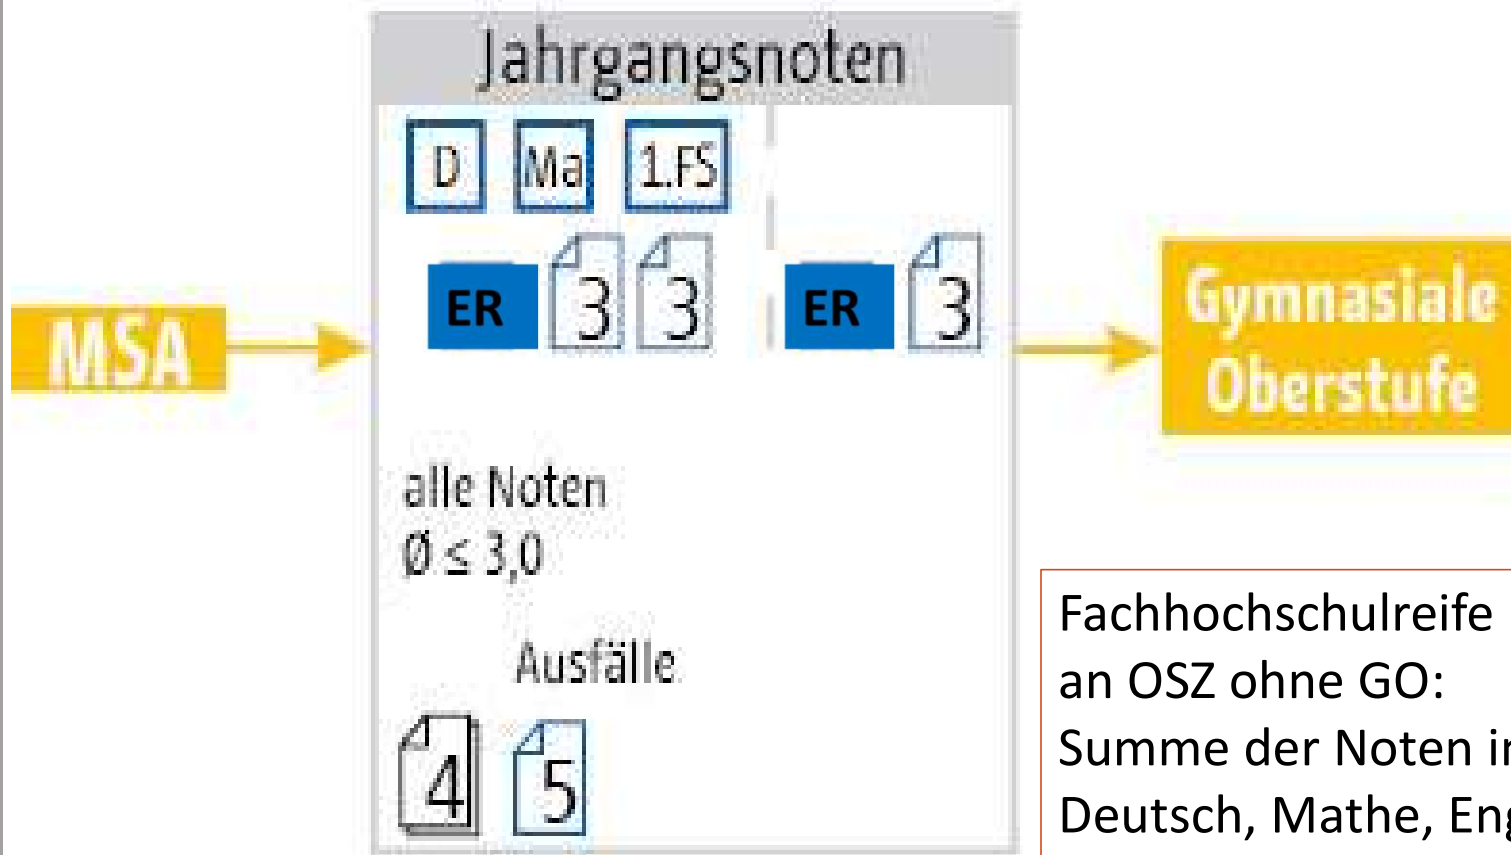 Jahrgangsnoten
D Ma 1.FS
ER 3 3 ER 3
MSA
Gymnasiale
Oberstufe
alle Noten
Ø ≤ 3,0
Ausfälle
4 5
Fachhochschulreife
an OSZ ohne GO:
Summe der Noten
Deutsch, Mathe,